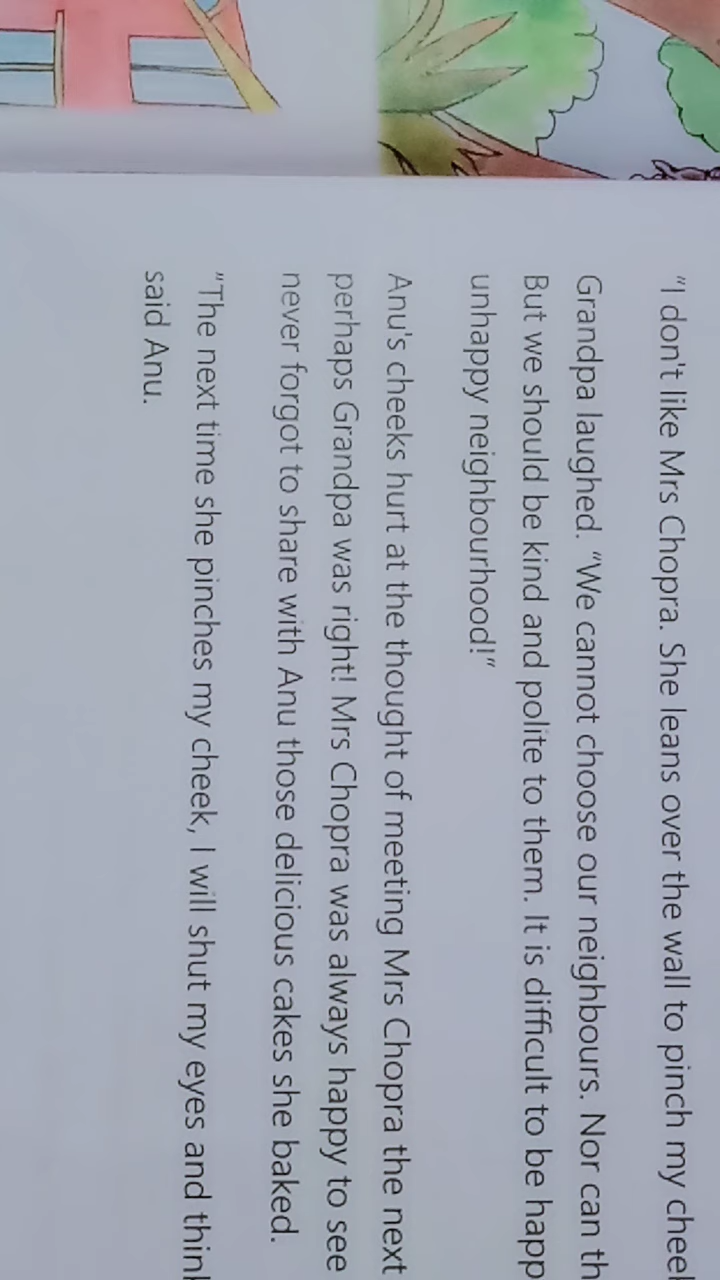 "I don't like Mrs Chopra. She leans over the wall to pinch my
Grandpa laughed. "We cannot choose our neighbours. Nor can
But we should be kind and polite to them. It is difficult to be
unhappy neighbourhood!"
Anu's cheeks hurt at the thought of meeting Mrs Chopra the next
perhaps Grandpa was right! Mrs Chopra was always happy to see
never forgot to share with Anu those delicious cakes she baked.
"The next time she pinches my cheek, I will shut my eyes and
said Anu.